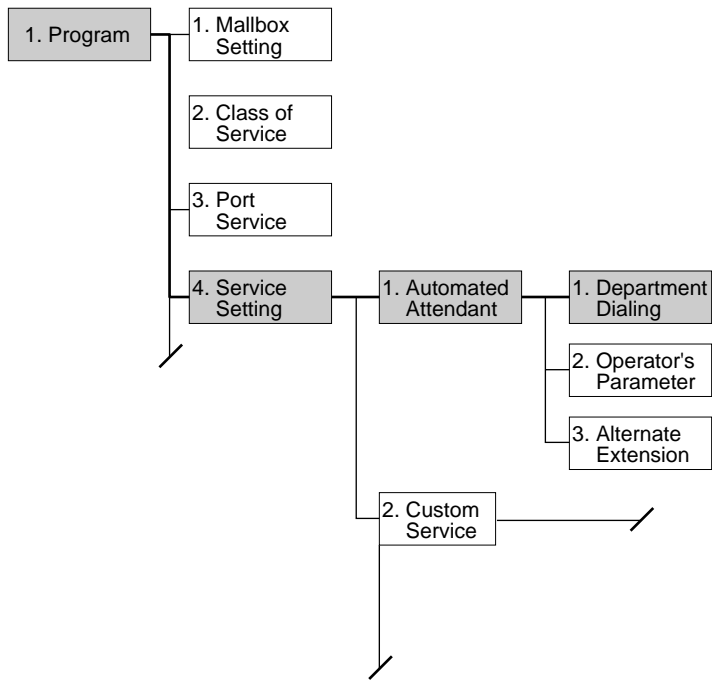 1. Program
1. Mallbox
Setting
2. Class of
Service
3. Port
Service
4. Service
Setting
1. Automated
Attendant
1. Department
Dialing
2. Operator's
Parameter
3. Alternate
Extension
2. Custom
Service